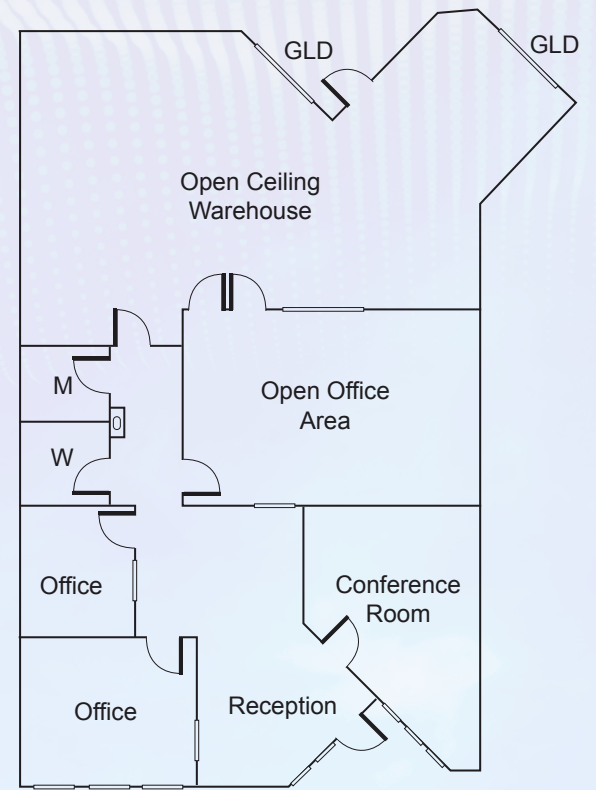 GLD
GLD
Open Ceiling
Warehouse
M
Open Office
Area
W
Office
Conference
Room
Office
Reception